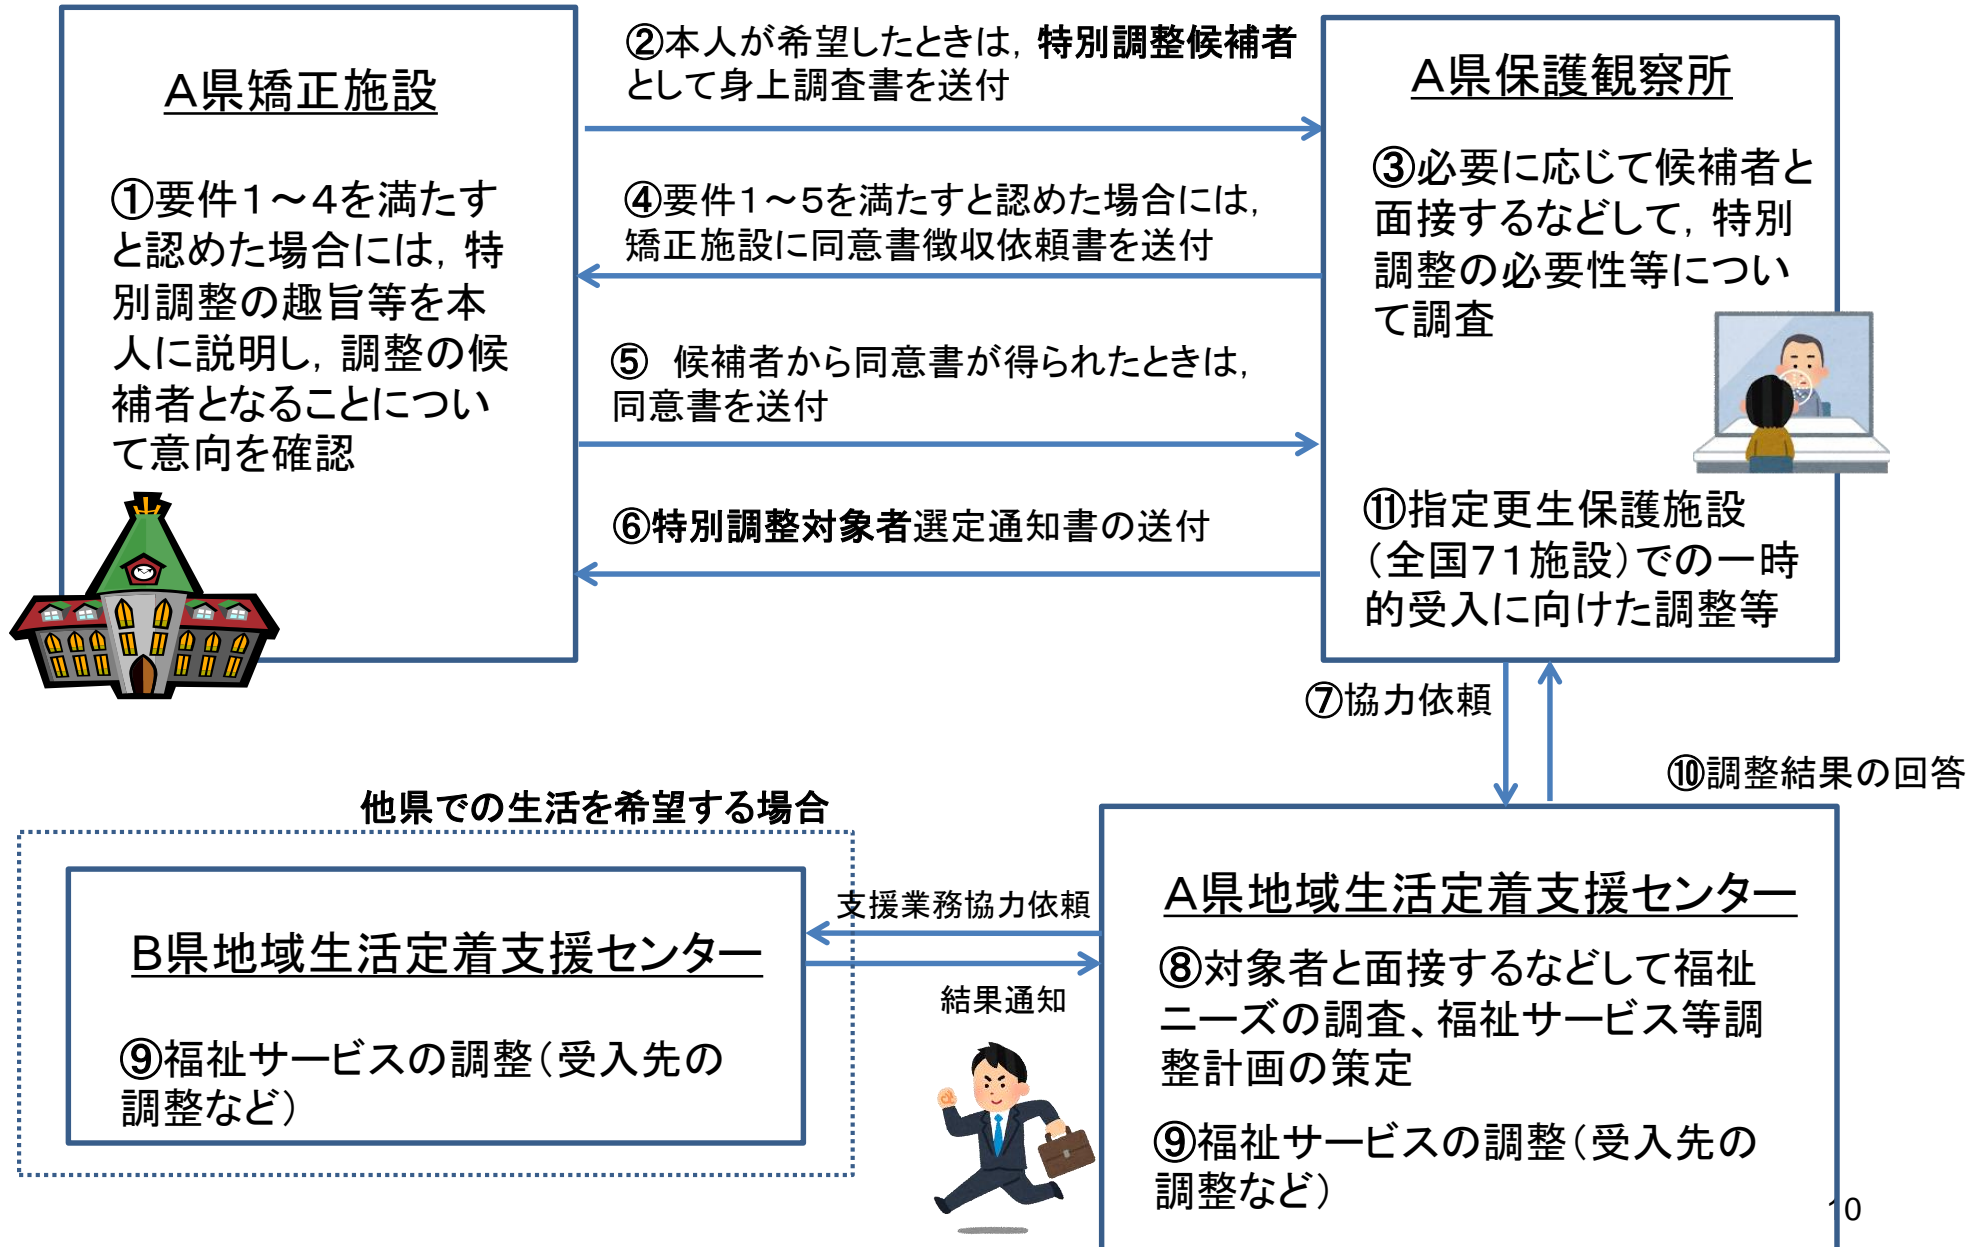 A県矯正施設
①要件1～4を満たす
と認めた場合には，特
別調整の趣旨等を本
人に説明し，調整の候
補者となることについ
て意向を確認
②本人が希望したときは，特別調整候補者
として身上調査書を送付
④要件1～5を満たすと認めた場合には，
矯正施設に同意書徴収依頼書を送付
⑤　候補者から同意書が得られたときは，
同意書を送付
⑥特別調整対象者選定通知書の送付
A県保護観察所
③必要に応じて候補者と
面接するなどして，特別
調整の必要性等につい
て調査
⑪指定更生保護施設
（全国71施設）での一時
的受入に向けた調整等
⑦協力依頼
⑩調整結果の回答
他県での生活を希望する場合
B県地域生活定着支援センター
⑨福祉サービスの調整（受入先の
調整など）
支援業務協力依頼
結果通知
A県地域生活定着支援センター
⑧対象者と面接するなどして福祉
ニーズの調査、福祉サービス等調
整計画の策定
⑨福祉サービスの調整（受入先の
調整など）
10